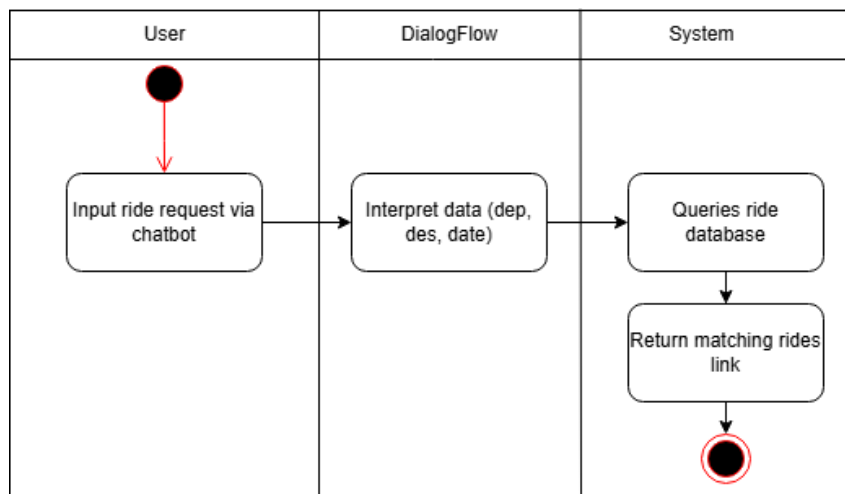 User
DialogFlow
System
Input ride request via
chatbot
Interpret data (dep,
des, date)
Queries ride
database
Return matching rides
link